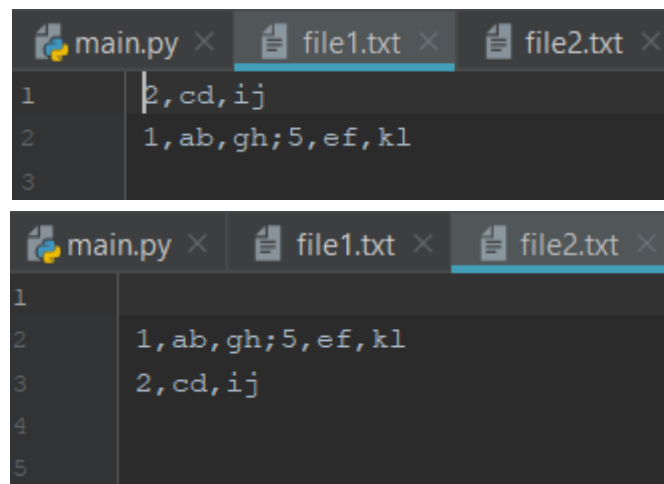 main.py × file1.txt × file2.txt ×
1 2,cd,ij
2 1,ab,gh;5,ef,kl
3
main.py × file1.txt × file2.txt ×
1
2 1,ab,gh;5,ef,kl
3 2,cd,ij
4
5